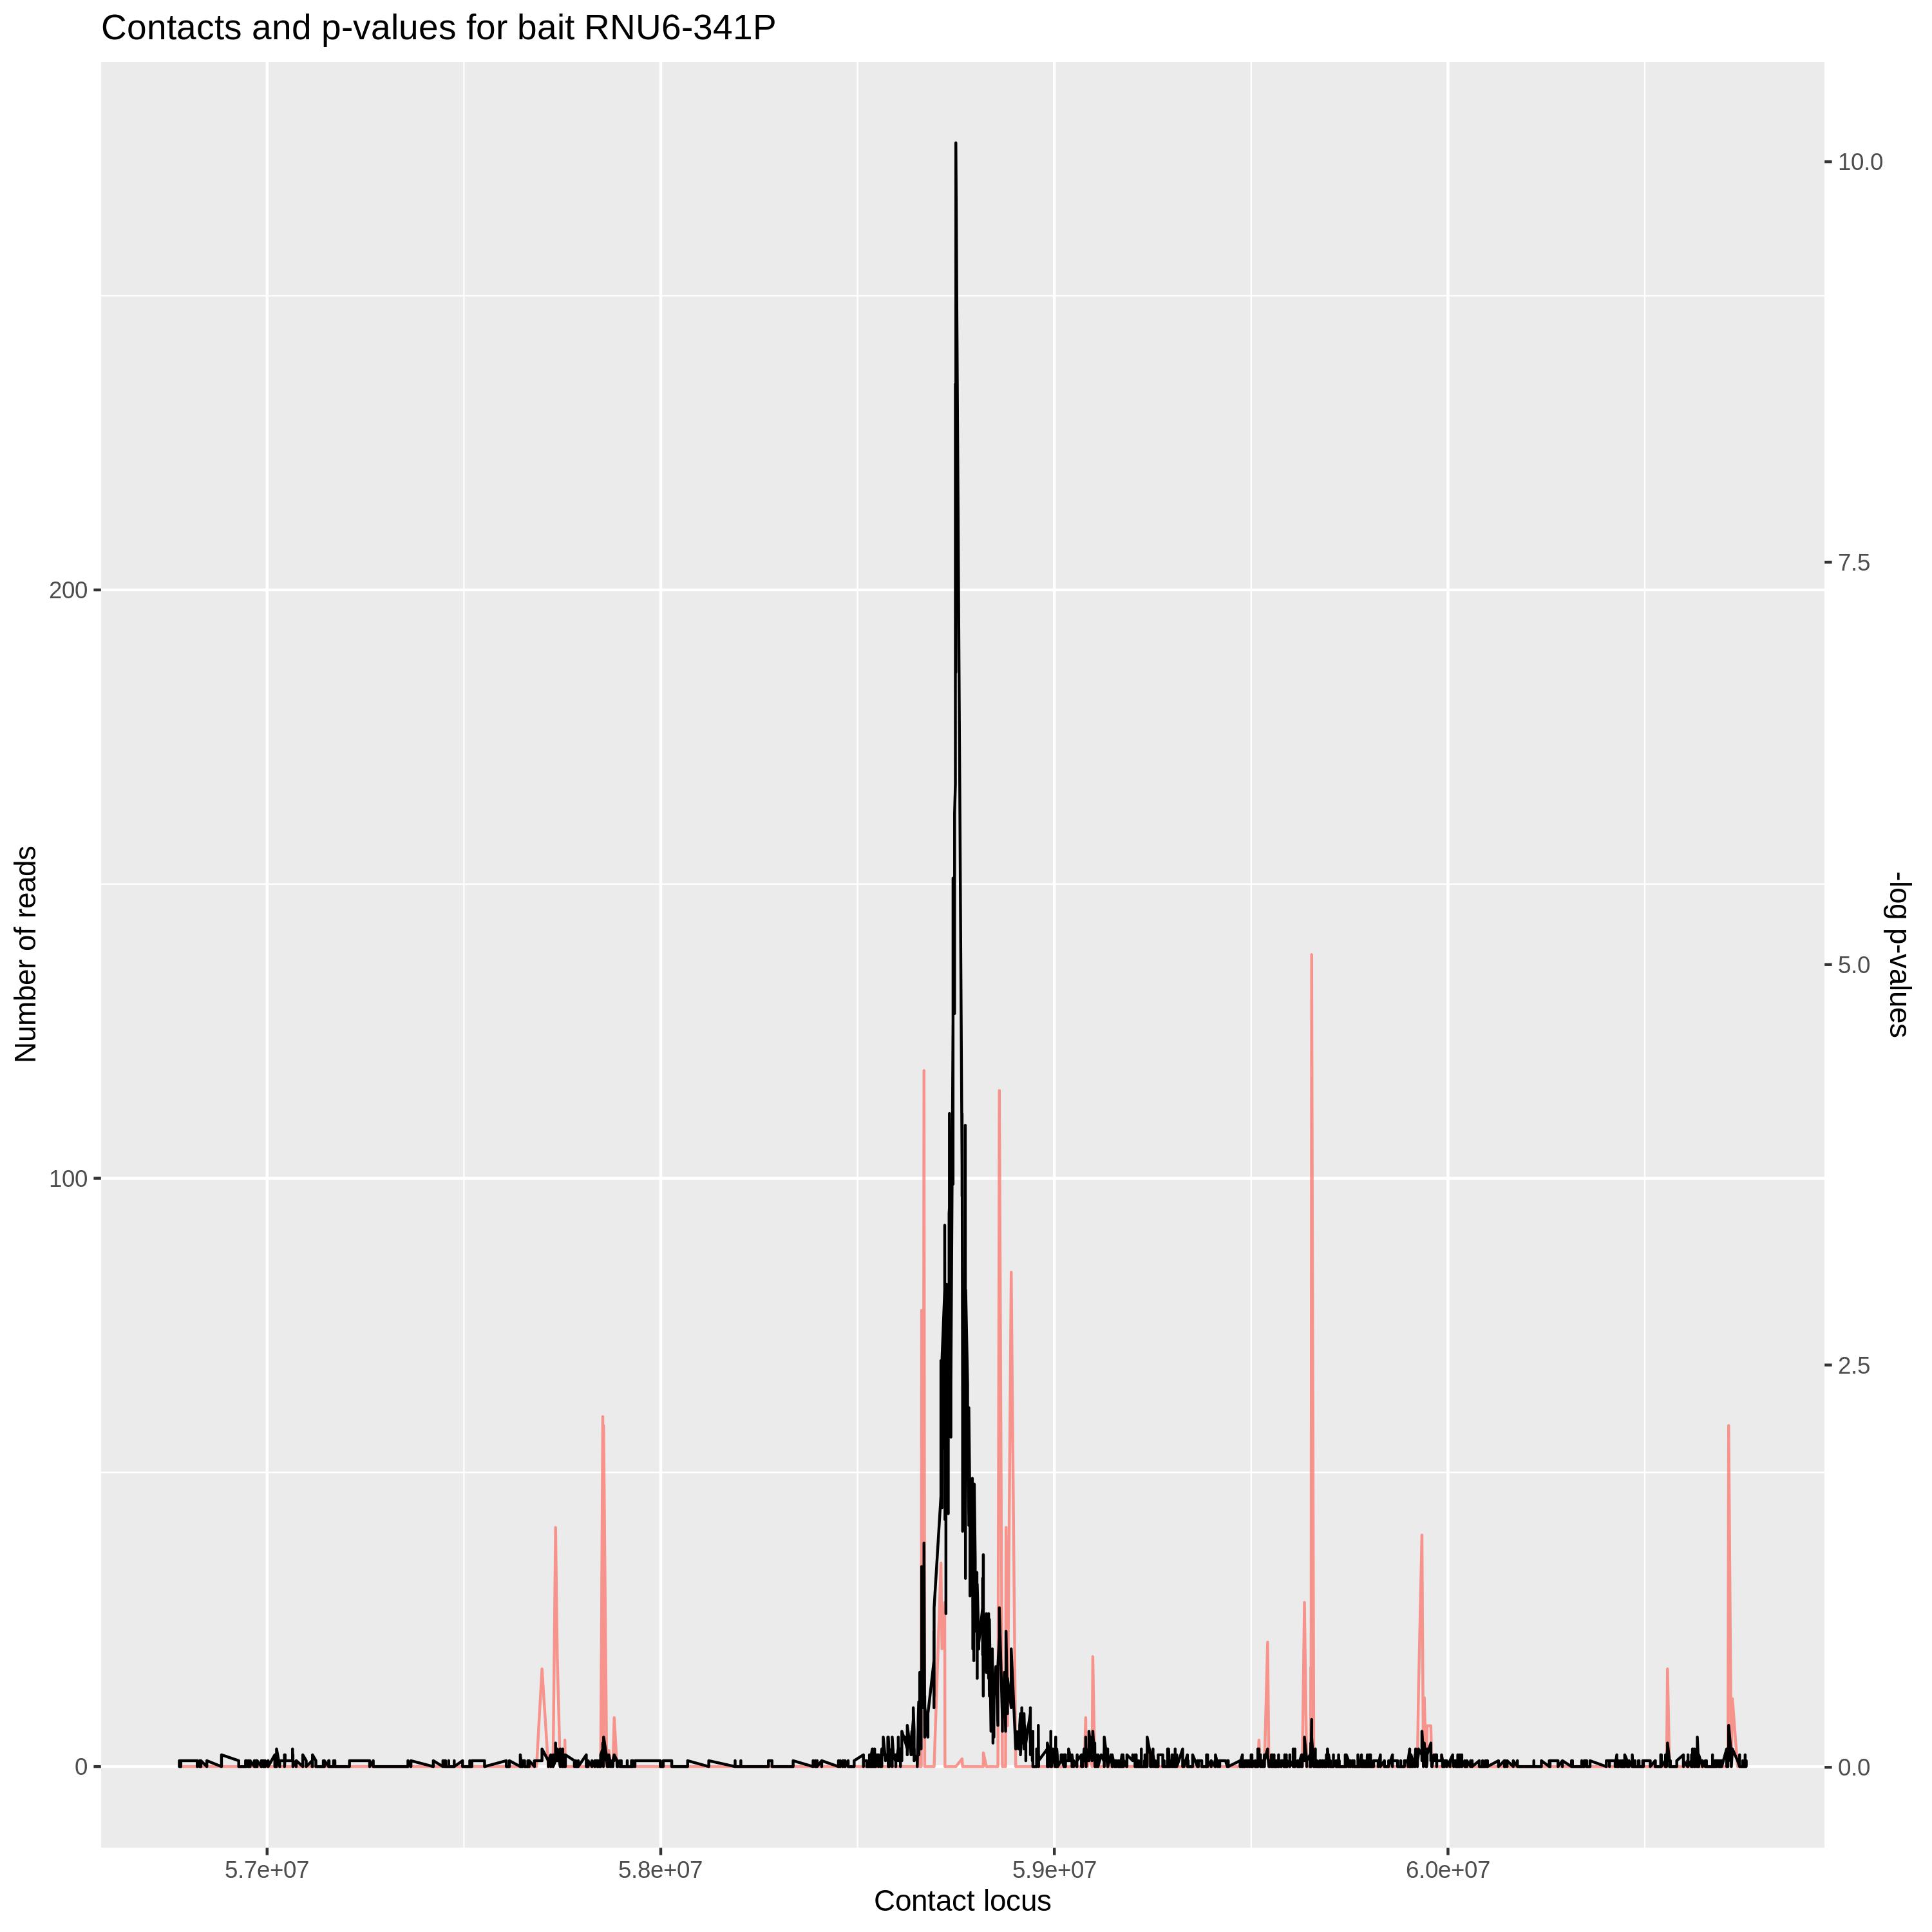 Contacts and p-values for bait RNU6-341P
Number of reads
200
100
0
10.0
7.5
5.0
2.5
0.0
-log p-values
5.7e+07 5.8e+07 5.9e+07 6.0e+07
Contact locus